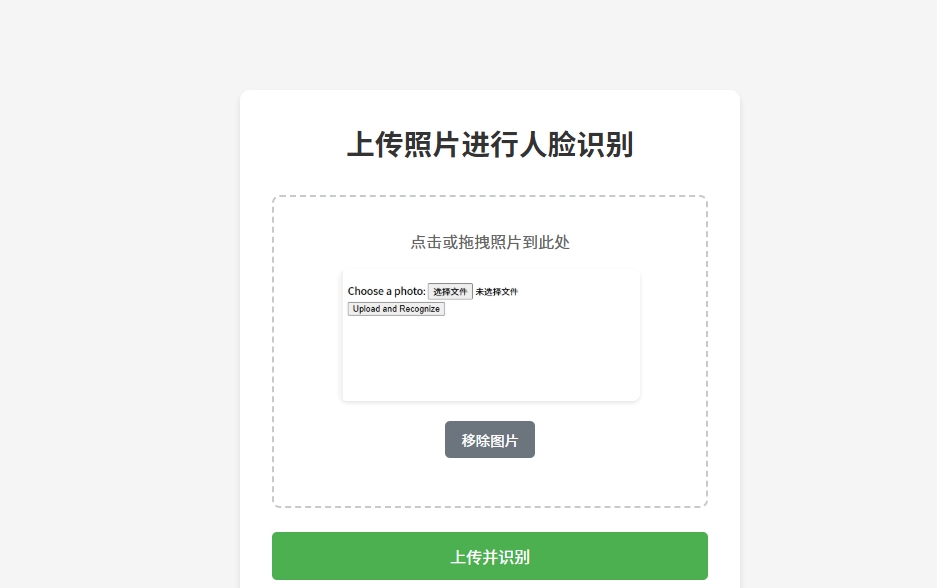 上传照片进行人脸识别
点击或拖拽照片到此处
Choose a photo: 选择文件 未选择文件
Upload and Recognize
移除图片
上传并识别